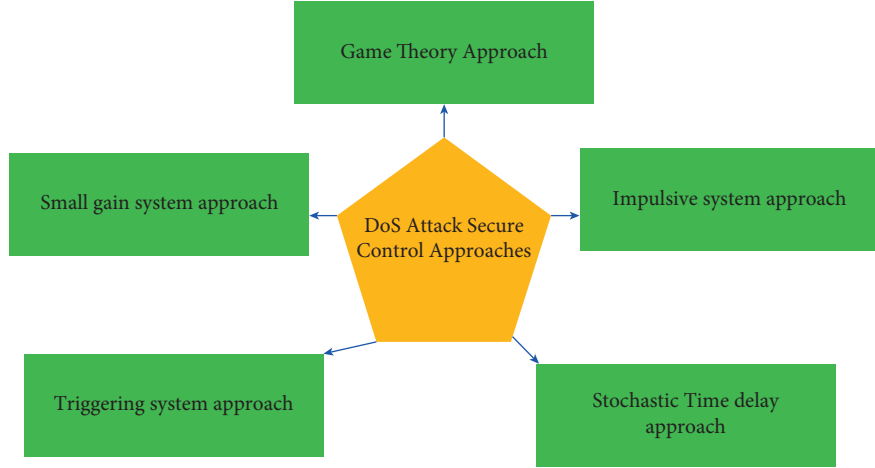 Game Theory Approach
Small gain system approach
Impulsive system approach
DoS Attack Secure
Control Approaches
Triggering system approach
Stochastic Time delay
approach